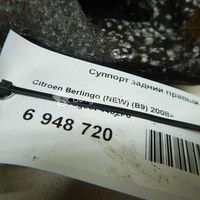 Суппорт задний правый
Citroen Berlingo (NEW) (B9) 2008>
6 948 720